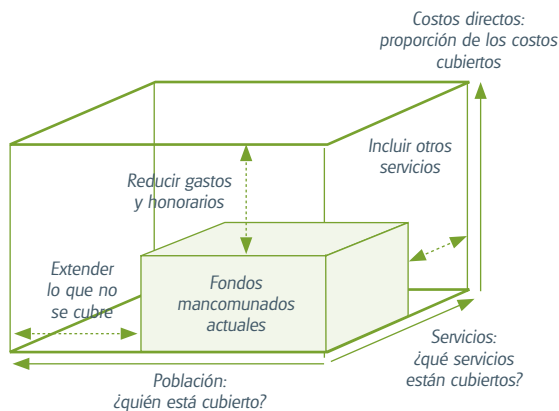 Costos directos:
proporción de los costos
cubiertos
Incluir otros
servicios
Reducir gastos
y honorarios
Extender
lo que no
se cubre
Fondos
mancomunados
actuales
Servicios:
¿qué servicios
están cubiertos?
Población:
¿quién está cubierto?